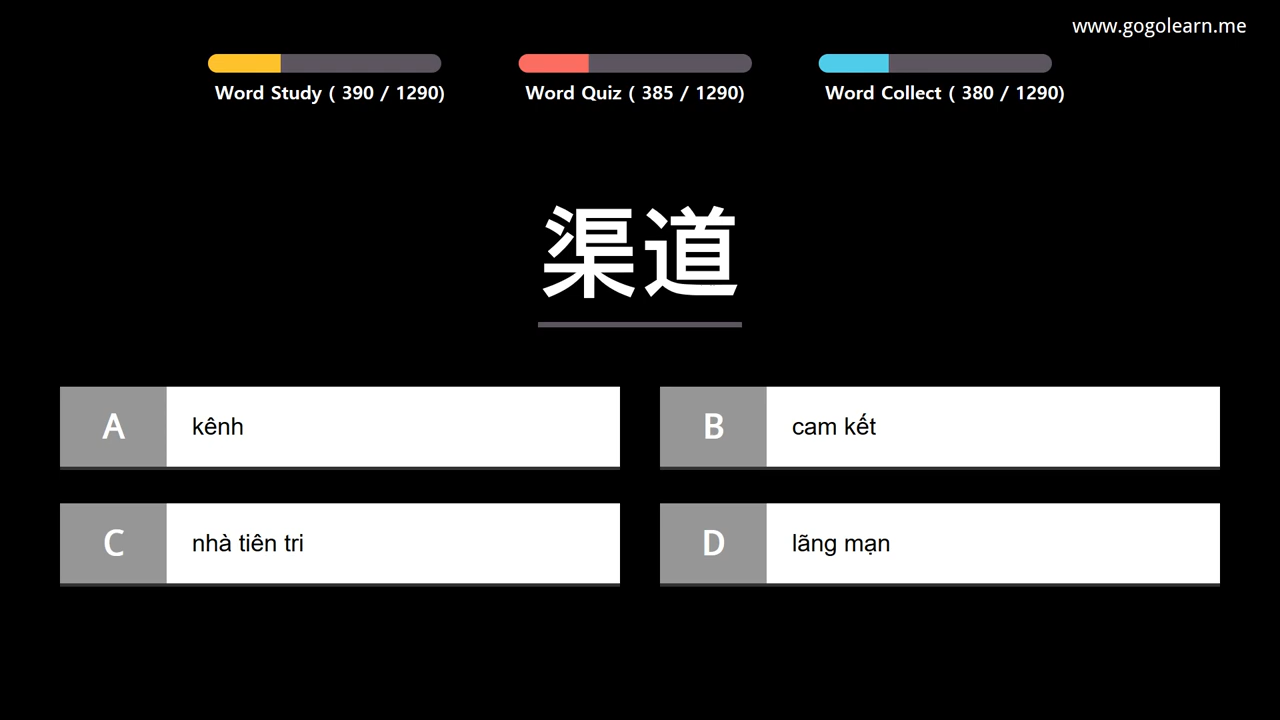 www.gogolearn.me
Word Study ( 390 / 1290)
Word Quiz ( 385 / 1290)
Word Collect ( 380 / 1290)
渠道
A kênh
B cam kết
C nhà tiên tri
D lãng mạn